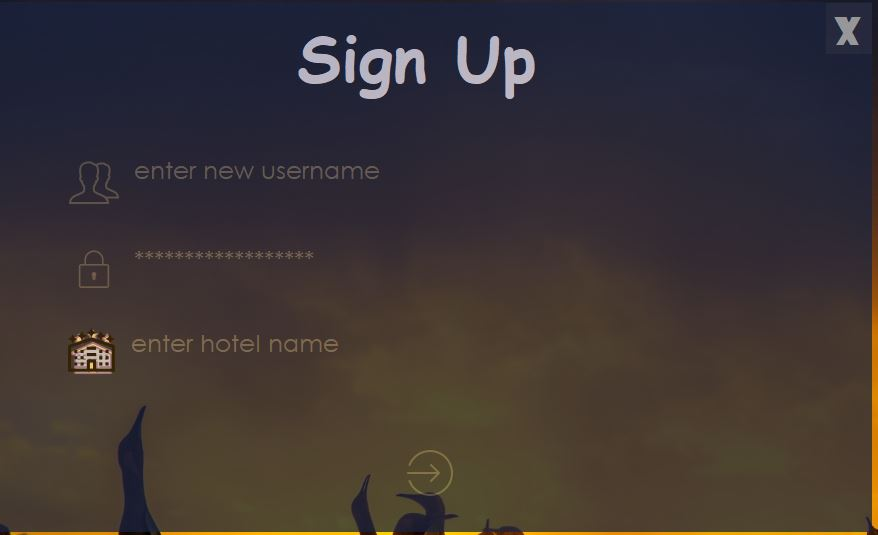 Sign Up
X
enter new username
******************
enter hotel name